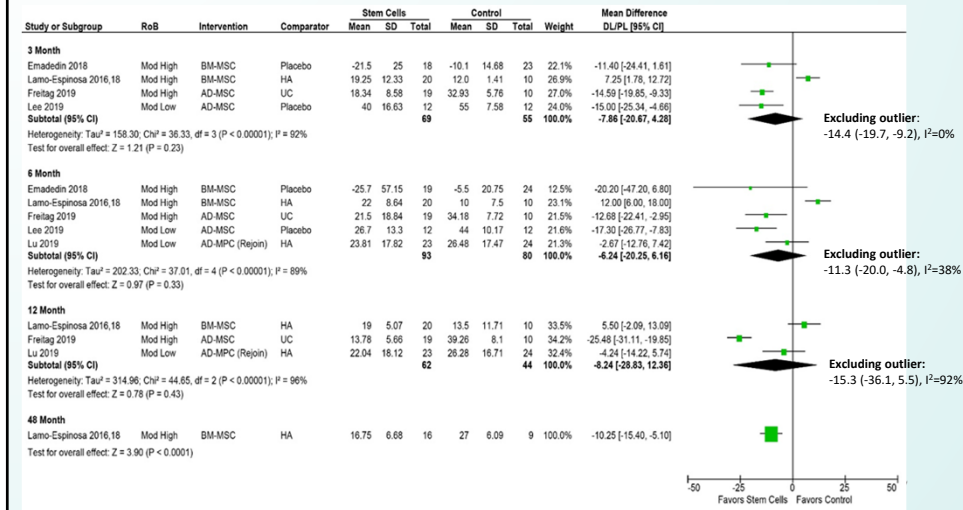 Stem Cells Control Mean Difference
Study or Subgroup RoB Intervention Comparator Mean SD Total Mean SD Total Weight DL/PL [95% CI]
3 Month
Emadedin 2018 Mod High BM-MSC Placebo -21.5 25 18 -10.1 14.68 23 22.1% -11.40 [-24.41, 1.61]
Lamo-Espinosa 2016,18 Mod High BM-MSC HA 19.25 12.33 20 12.0 1.41 10 26.9% 7.25 [1.78, 12.72]
Freitag 2019 Mod High AD-MSC UC 18.34 8.58 19 32.93 5.76 10 27.0% -14.59 [-19.85, -9.33]
Lee 2019 Mod Low AD-MSC Placebo 40 16.63 12 55 7.58 12 24.0% -15.00 [-25.34, -4.66]
Subtotal (95% CI) 69 55 100.0% -7.86 [-20.67, 4.28]
Excluding outlier:
-14.4 (-19.7, -9.2), I²=0%
Heterogeneity: Tau² = 158.30; Chi² = 36.33, df = 3 (P < 0.00001); I² = 92%
Test for overall effect: Z = 1.21 (P = 0.23)
6 Month
Emadedin 2018 Mod High BM-MSC Placebo -25.7 57.15 19 -5.5 20.75 24 12.5% -20.20 [-47.20, 6.80]
Lamo-Espinosa 2016,18 Mod High BM-MSC HA 22 8.64 20 10 7.5 10 23.1% 12.00 [6.00, 18.00]
Freitag 2019 Mod High AD-MSC UC 21.5 18.84 19 34.18 7.72 10 21.1% -12.68 [-22.41, -2.95]
Lee 2019 Mod Low AD-MSC Placebo 26.7 13.3 12 44 10.17 12 22.1% -17.30 [-26.77, -7.83]
Lu 2019 Mod Low AD-MPC (Rejoin) HA 23.81 17.82 23 26.48 17.47 24 21.3% -2.67 [-12.76, 7.42]
Subtotal (95% CI) 93 80 100.0% -6.24 [-20.25, 6.16]
Excluding outlier:
-11.3 (-20.0, -4.8), I²=38%
Heterogeneity: Tau² = 202.33; Chi² = 37.01, df = 4 (P < 0.00001); I² = 89%
Test for overall effect: Z = 0.97 (P = 0.33)
12 Month
Lamo-Espinosa 2016,18 Mod High BM-MSC HA 19 5.07 20 13.5 11.71 10 33.5% 5.50 [-2.09, 13.09]
Freitag 2019 Mod High AD-MSC UC 13.78 5.66 19 39.26 8.1 10 34.2% -25.48 [-31.11, -19.85]
Lu 2019 Mod Low AD-MPC (Rejoin) HA 22.04 18.12 23 26.28 16.71 24 32.4% -4.24 [-14.22, 5.74]
Subtotal (95% CI) 62 44 100.0% -8.24 [-28.83, 12.36]
Excluding outlier:
-15.3 (-36.1, 5.5), I²=92%
Heterogeneity: Tau² = 314.96; Chi² = 44.65, df = 2 (P < 0.00001); I² = 96%
Test for overall effect: Z = 0.78 (P = 0.43)
48 Month
Lamo-Espinosa 2016,18 Mod High BM-MSC HA 16.75 6.68 16 27 6.09 9 100.0% -10.25 [-15.40, -5.10]
Test for overall effect: Z = 3.90 (P < 0.0001)
-50 -25 0 25 50
Favors Stem Cells Favors Control